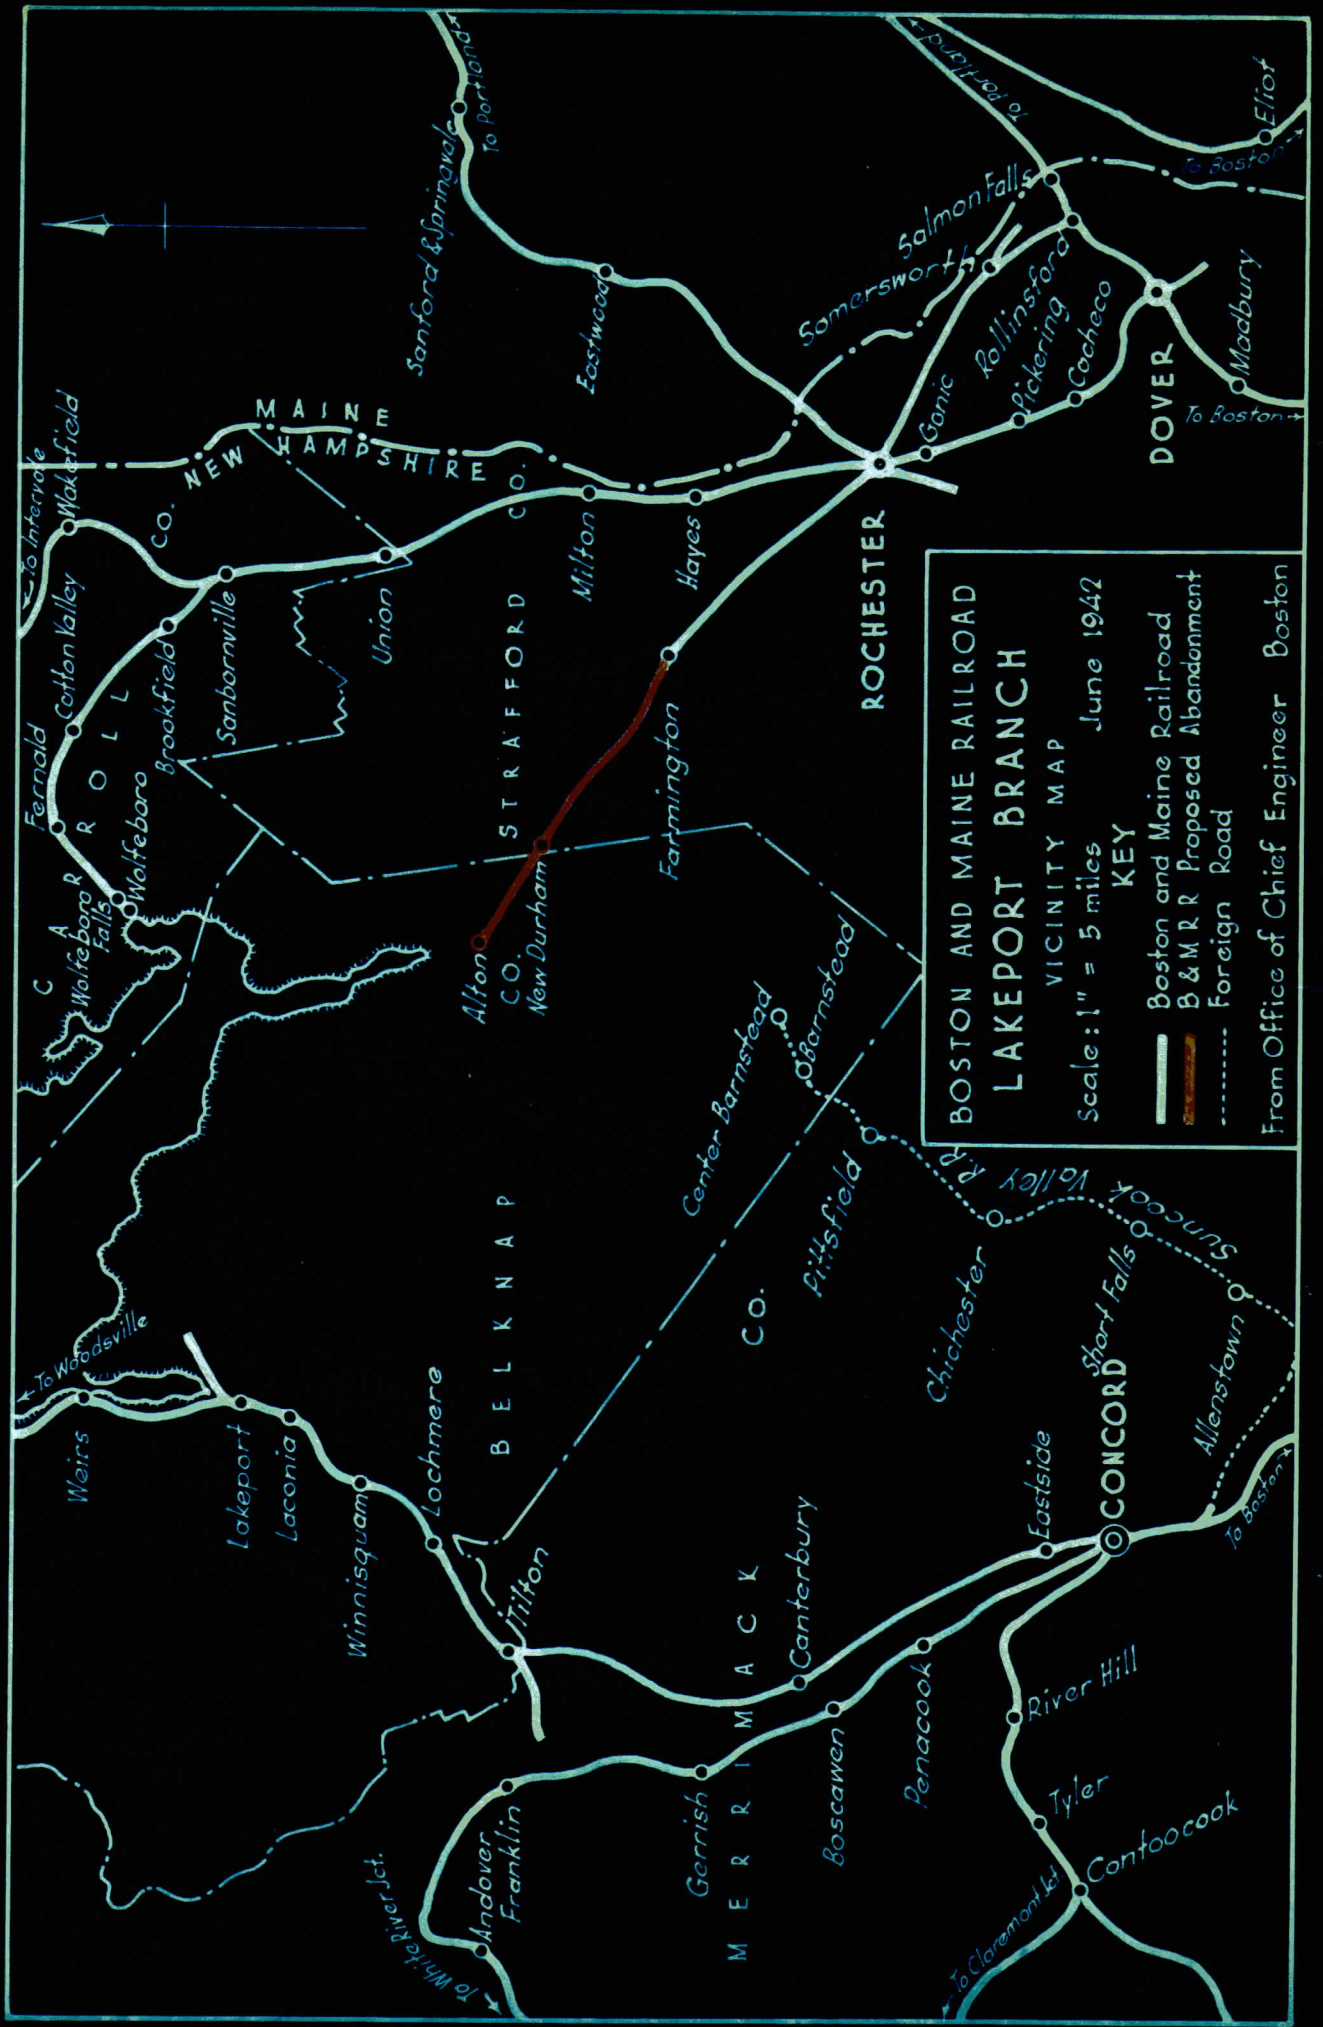 BOSTON AND MAINE RAILROAD
LAKEPORT BRANCH
VICINITY MAP
Scale: 1" = 5 miles June 1942
KEY
Boston and Maine Railroad
B & M R R Proposed Abandonment
Foreign Road
From Office of Chief Engineer Boston
To Woodsville
Weirs
Lakeport
Laconia
Winnisquam
Lochmere
Tilton
To White River Jct.
Andover
Franklin
Gerrish
Boscawen
Penacook
Canterbury
Eastside
CONCORD
River Hill
Tyler
Contoocook
To Claremont Jct
To Boston
MERRIMACK CO.
BELKNAP CO.
Center Barnstead
Barnstead
Pittsfield
Chichester
Short Falls
Allenstown
Suncook Valley R.R.
CARROLL CO.
Wolfeboro Falls
Wolfeboro
Fernald
Cotton Valley
Brookfield
Sanbornville
To Intervale
Wakefield
Union
MAINE
NEW HAMPSHIRE
STRAFFORD CO.
Alton
New Durham
Farmington
Milton
Hayes
ROCHESTER
Gonic
Pickering
Cocheco
DOVER
Madbury
To Boston
Rollinsford
Somersworth
Salmon Falls
Eastwood
Sanford & Springvale
To Portland
To Portland
Eliot
To Boston